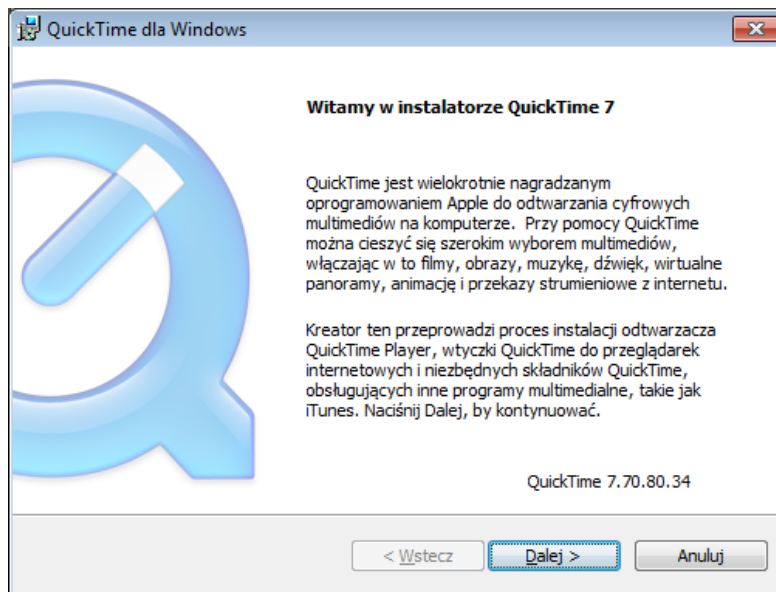 QuickTime dla Windows
Witamy w instalatorze QuickTime 7
QuickTime jest wielokrotnie nagradzanym
oprogramowaniem Apple do odtwarzania cyfrowych
multimediów na komputerze.  Przy pomocy QuickTime
można cieszyć się szerokim wyborem multimediów,
włączając w to filmy, obrazy, muzykę, dźwięk, wirtualne
panoramy, animację i przekazy strumieniowe z internetu.
Kreator ten przeprowadzi proces instalacji odtwarzacza
QuickTime Player, wtyczki QuickTime do przeglądarek
internetowych i niezbędnych składników QuickTime,
obsługujących inne programy multimedialne, takie jak
iTunes. Naciśnij Dalej, by kontynuować.
QuickTime 7.70.80.34
< Wstecz Dalej > Anuluj